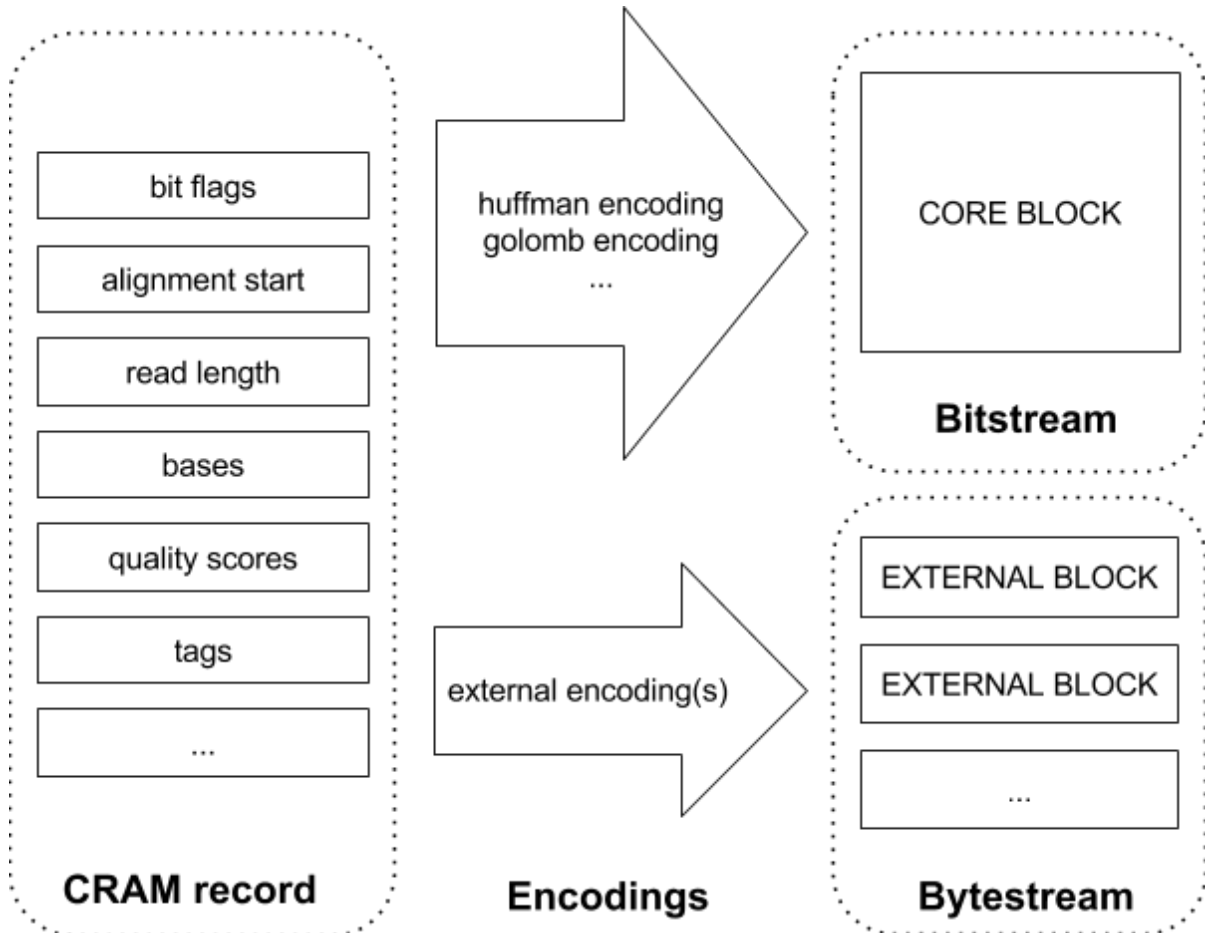 bit flags
alignment start
read length
bases
quality scores
tags
...
CRAM record
huffman encoding
golomb encoding
...
external encoding(s)
Encodings
CORE BLOCK
Bitstream
EXTERNAL BLOCK
EXTERNAL BLOCK
...
Bytestream